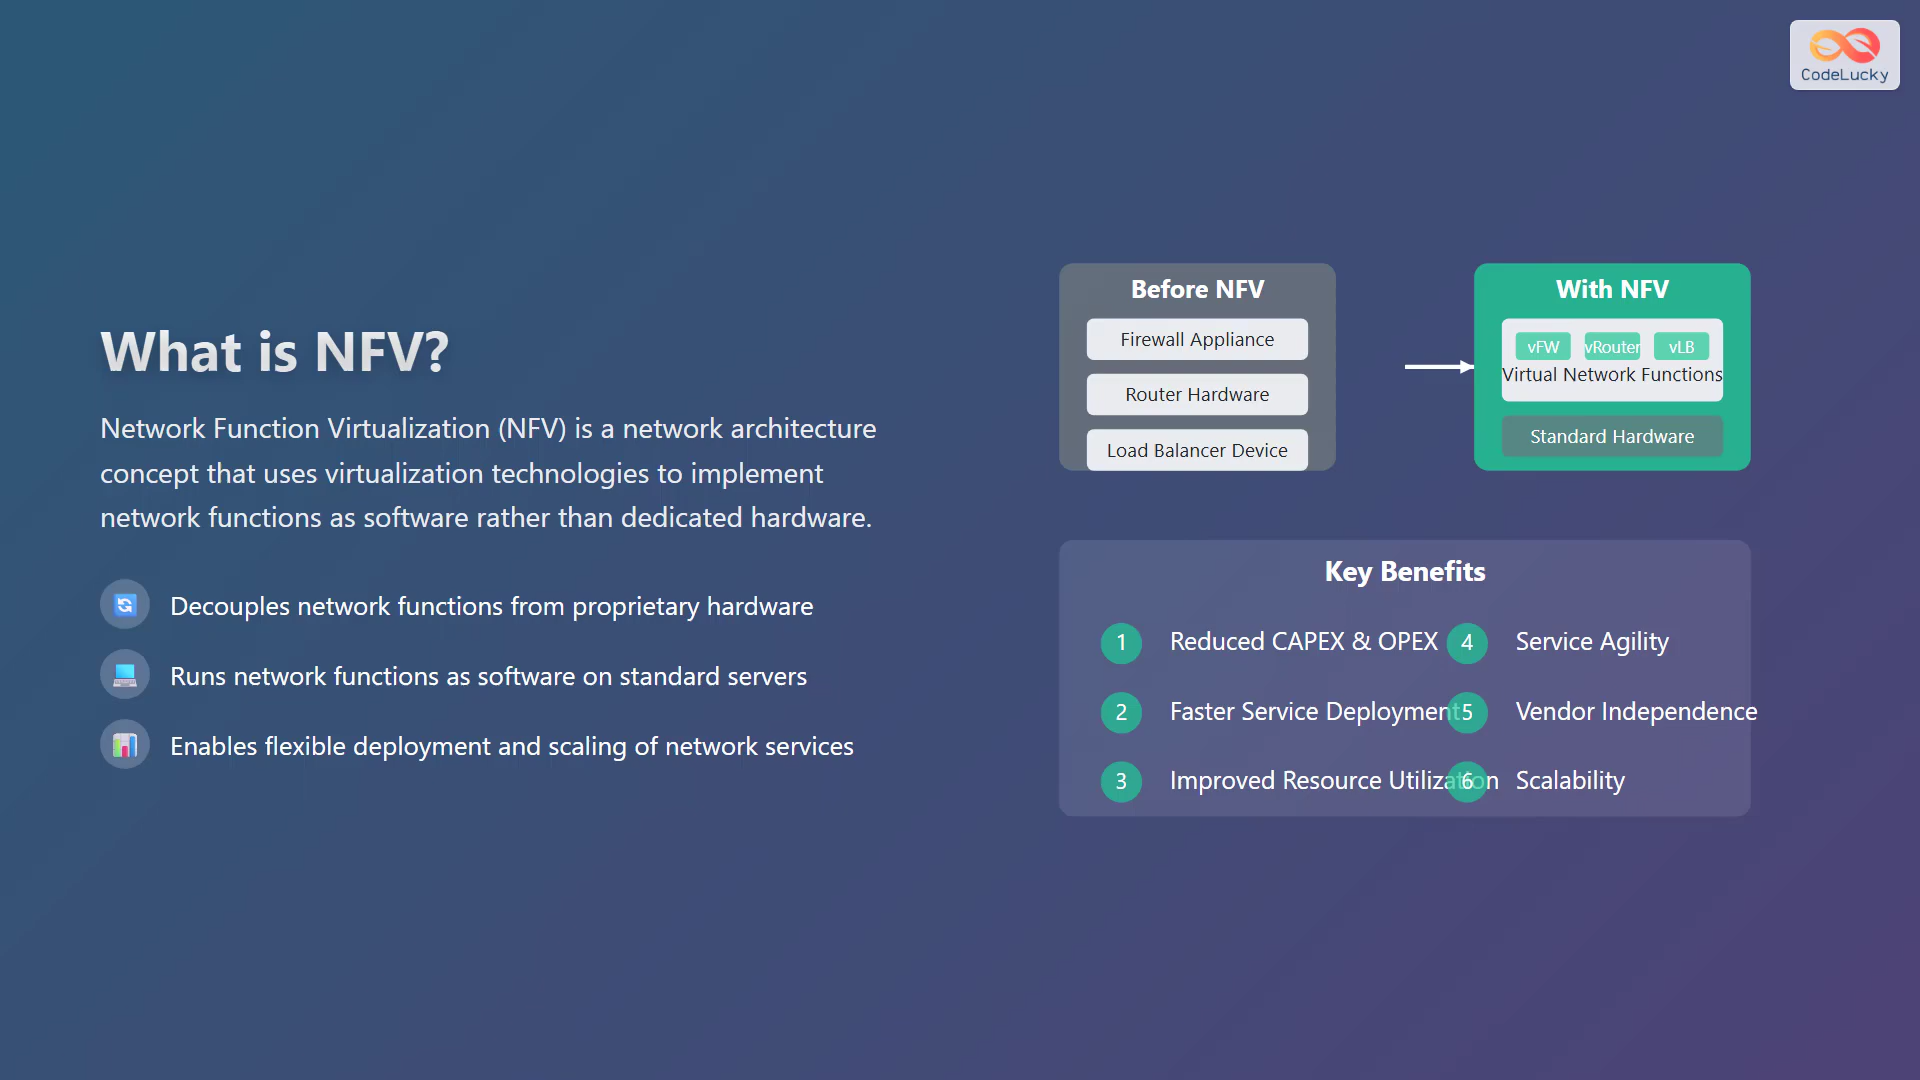 CodeLucky
What is NFV?
Network Function Virtualization (NFV) is a network architecture
concept that uses virtualization technologies to implement
network functions as software rather than dedicated hardware.
Decouples network functions from proprietary hardware
Runs network functions as software on standard servers
Enables flexible deployment and scaling of network services
Before NFV
Firewall Appliance
Router Hardware
Load Balancer Device
With NFV
vFW vRouter vLB
Virtual Network Functions
Standard Hardware
Key Benefits
1 Reduced CAPEX & OPEX 4 Service Agility
2 Faster Service Deployment 5 Vendor Independence
3 Improved Resource Utilization 6 Scalability